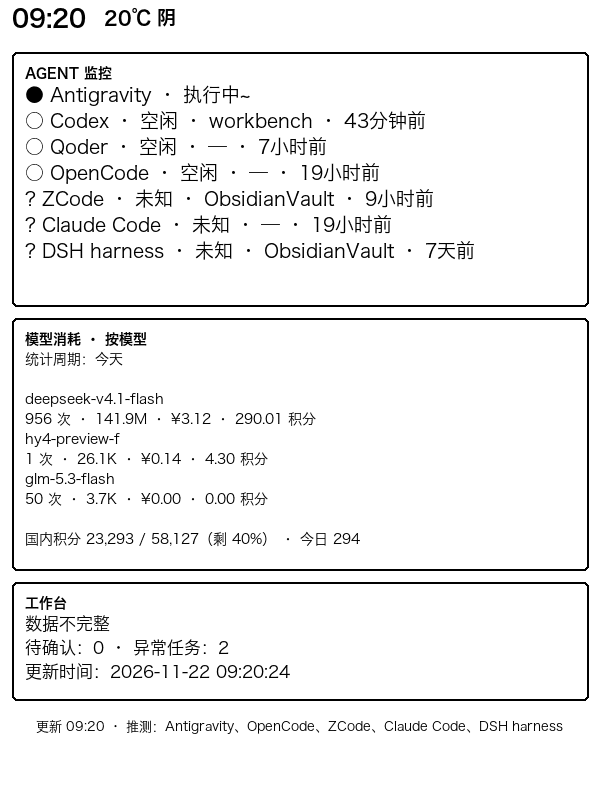 09:20 20℃ 阴
AGENT 监控
● Antigravity · 执行中~
○ Codex · 空闲 · workbench · 43分钟前
○ Qoder · 空闲 · — · 7小时前
○ OpenCode · 空闲 · — · 19小时前
? ZCode · 未知 · ObsidianVault · 9小时前
? Claude Code · 未知 · — · 19小时前
? DSH harness · 未知 · ObsidianVault · 7天前
模型消耗 · 按模型
统计周期：今天
deepseek-v4.1-flash
956 次 · 141.9M · ¥3.12 · 290.01 积分
hy4-preview-f
1 次 · 26.1K · ¥0.14 · 4.30 积分
glm-5.3-flash
50 次 · 3.7K · ¥0.00 · 0.00 积分
国内积分 23,293 / 58,127（剩 40%） · 今日 294
工作台
数据不完整
待确认：0 · 异常任务：2
更新时间：2026-11-22 09:20:24
更新 09:20 · 推测：Antigravity、OpenCode、ZCode、Claude Code、DSH harness